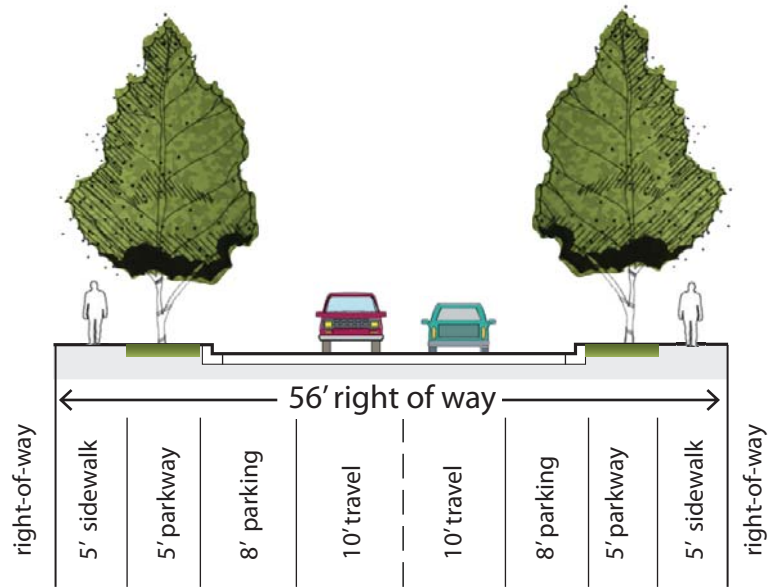 56′ right of way
right-of-way
5′ sidewalk
5′ parkway
8′ parking
10′ travel
10′ travel
8′ parking
5′ parkway
5′ sidewalk
right-of-way